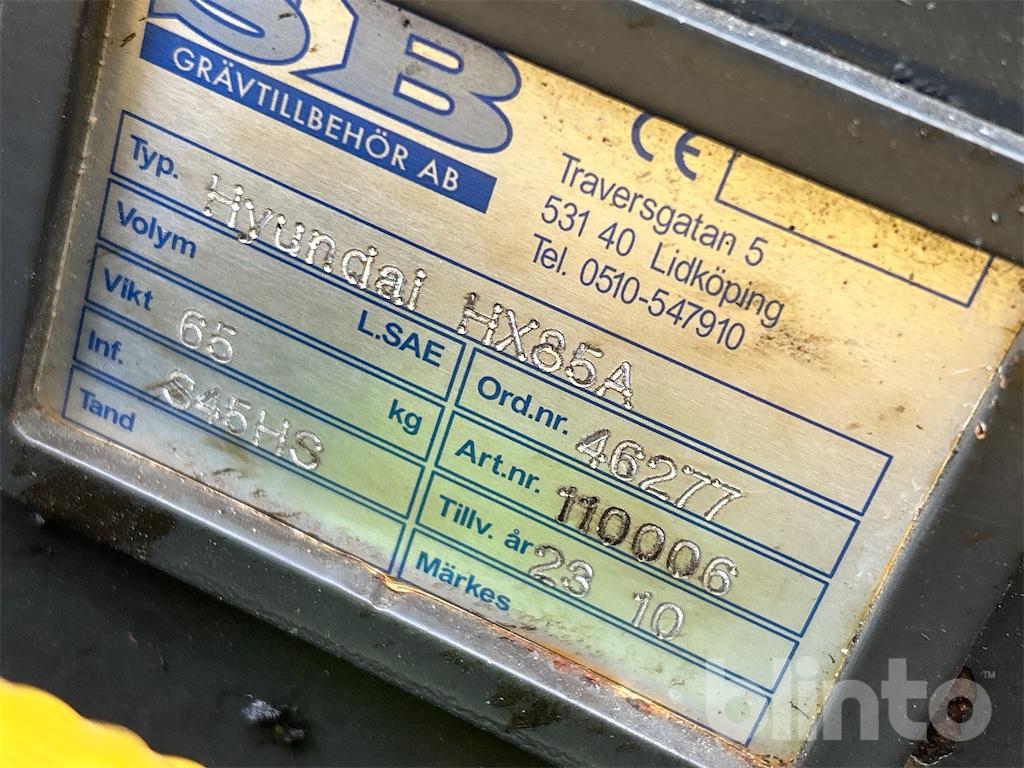 SB
GRÄVTILLBEHÖR AB
CE
Traversgatan 5
531 40 Lidköping
Tel. 0510-547910
Typ. Hyundai HX85A
Volym L.SAE
Ord.nr. 46277
Vikt 65 kg
Art.nr. 110006
Inf. S45HS
Tillv. år 23 10
Tand
Märkes
blinto™